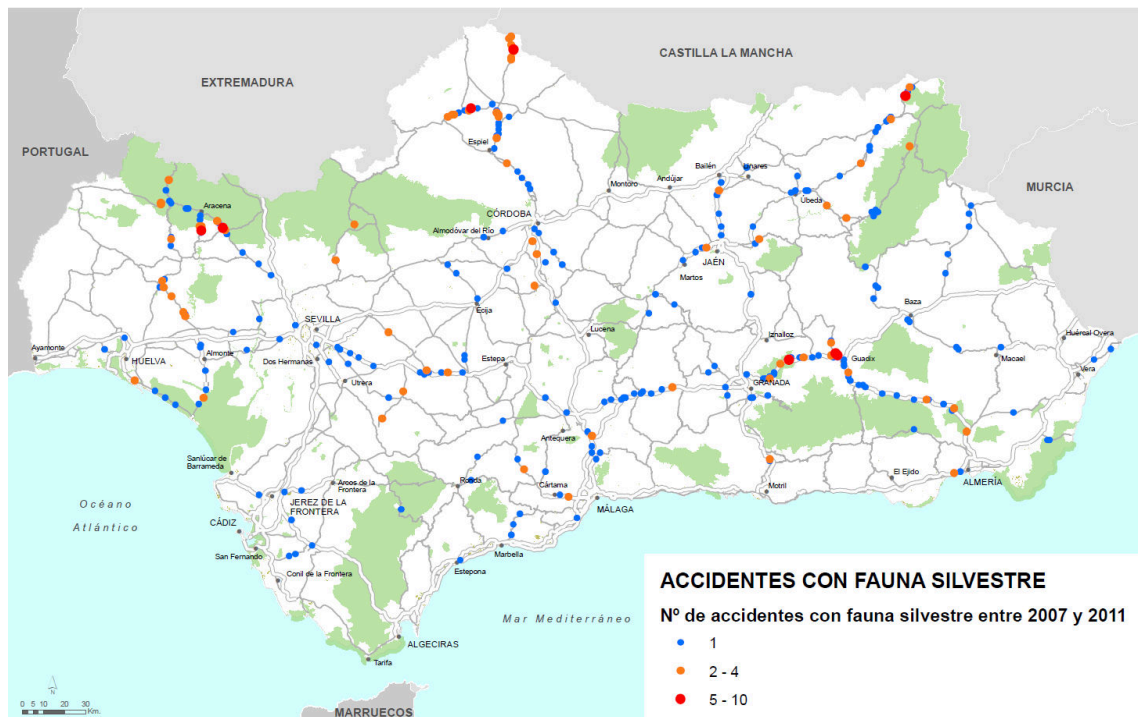 CASTILLA LA MANCHA
EXTREMADURA
PORTUGAL
Espiel
Bailén
Linares
Andújar
Montoro
MURCIA
Úbeda
Aracena
CÓRDOBA
Almodóvar del Río
JAÉN
Martos
Écija
Baza
SEVILLA
Lucena
Iznalloz
Huércal Overa
Ayamonte
HUELVA
Almonte
Dos Hermanas
Estepa
Guadix
Macael
Vera
Utrera
GRANADA
Antequera
Sanlúcar de
Barrameda
Arcos de la
Frontera
Ronda
Cártama
El Ejido
ALMERÍA
Motril
JEREZ DE LA
FRONTERA
MÁLAGA
Océano
Atlántico
CÁDIZ
San Fernando
Marbella
Estepona
Conil de la Frontera
Mar Mediterráneo
ALGECIRAS
Tarifa
MARRUECOS
N
0 5 10 20 30
Km.
ACCIDENTES CON FAUNA SILVESTRE
Nº de accidentes con fauna silvestre entre 2007 y 2011
1
2 - 4
5 - 10